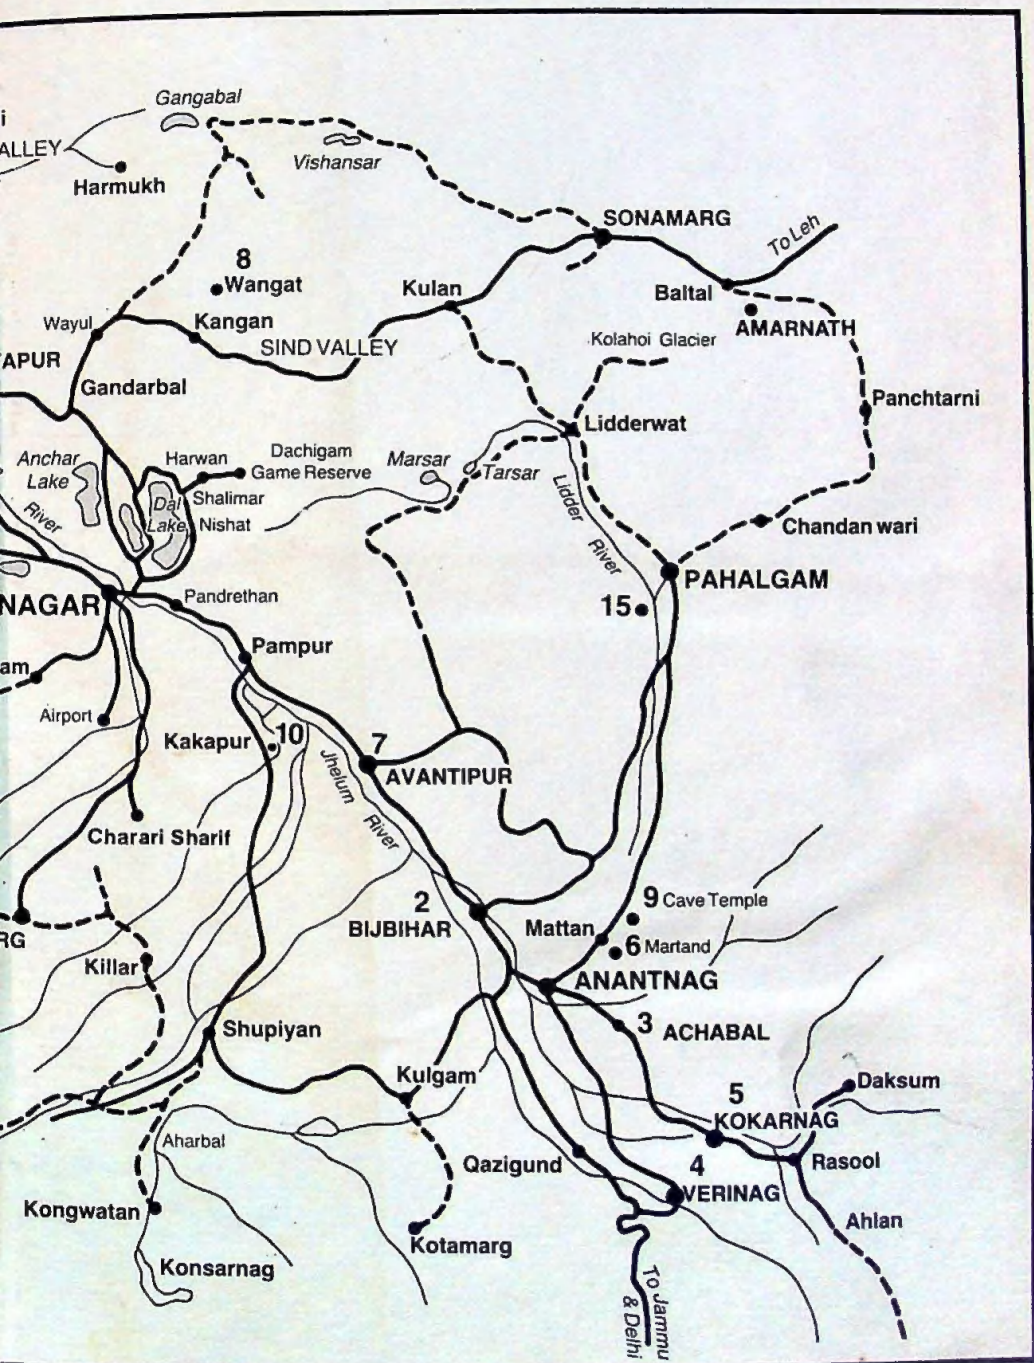 Gangabal
i
ALLEY
Vishansar
Harmukh
SONAMARG
To Leh
8
Wangat
Kulan
Baltal
Wayul
Kangan
AMARNATH
SIND VALLEY
Kolahoi Glacier
APUR
Gandarbal
Panchtarni
Lidderwat
Anchar
Lake
Harwan
Dachigam
Game Reserve
Marsar
Tarsar
Dal
Lake
Shalimar
Nishat
River
Lidder
River
Chandan wari
PAHALGAM
NAGAR
Pandrethan
15
Pampur
am
Airport
Kakapur
10
7
AVANTIPUR
Jhelum
River
Charari Sharif
2
BIJBIHAR
9 Cave Temple
Mattan
6 Martand
RG
Killar
ANANTNAG
Shupiyan
3 ACHABAL
Kulgam
Daksum
5
KOKARNAG
Aharbal
Qazigund
Rasool
4
VERINAG
Kongwatan
Ahlan
Kotamarg
Konsarnag
To Jammu
& Delhi